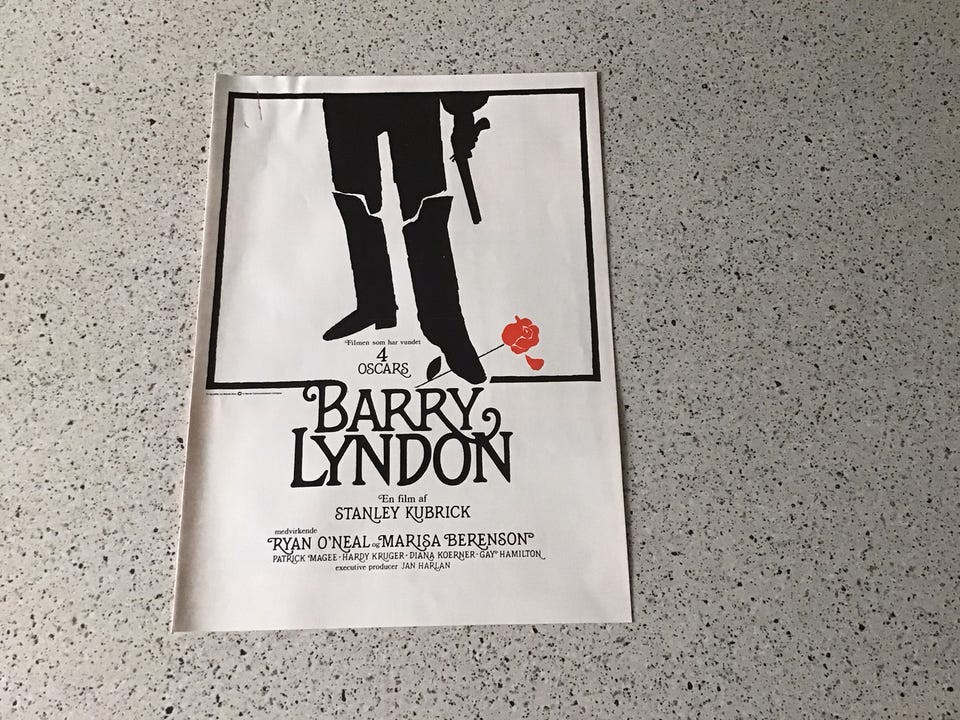 Filmen som har vundet
4
OSCARS
BARRY
LYNDON
En film af
STANLEY KUBRICK
medvirkende
RYAN O'NEAL og MARISA BERENSON
PATRICK MAGEE · HARDY KRUGER · DIANA KOERNER · GAY HAMILTON
executive producer JAN HARLAN